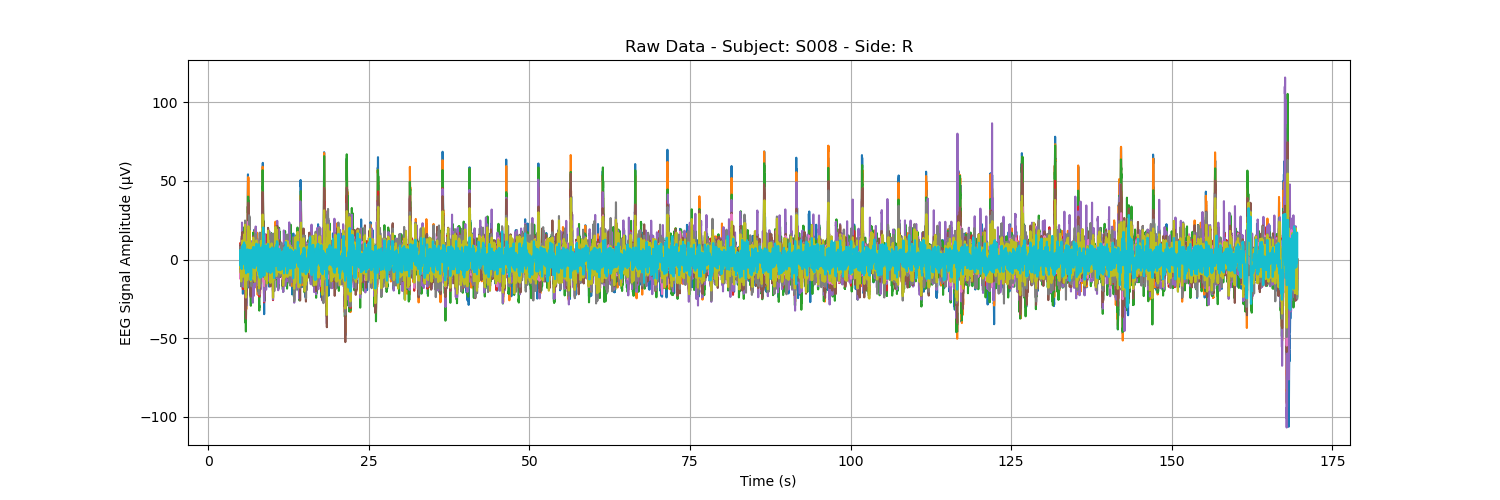 Raw Data - Subject: S008 - Side: R
EEG Signal Amplitude (µV)
100
50
0
−50
−100
0 25 50 75 100 125 150 175
Time (s)